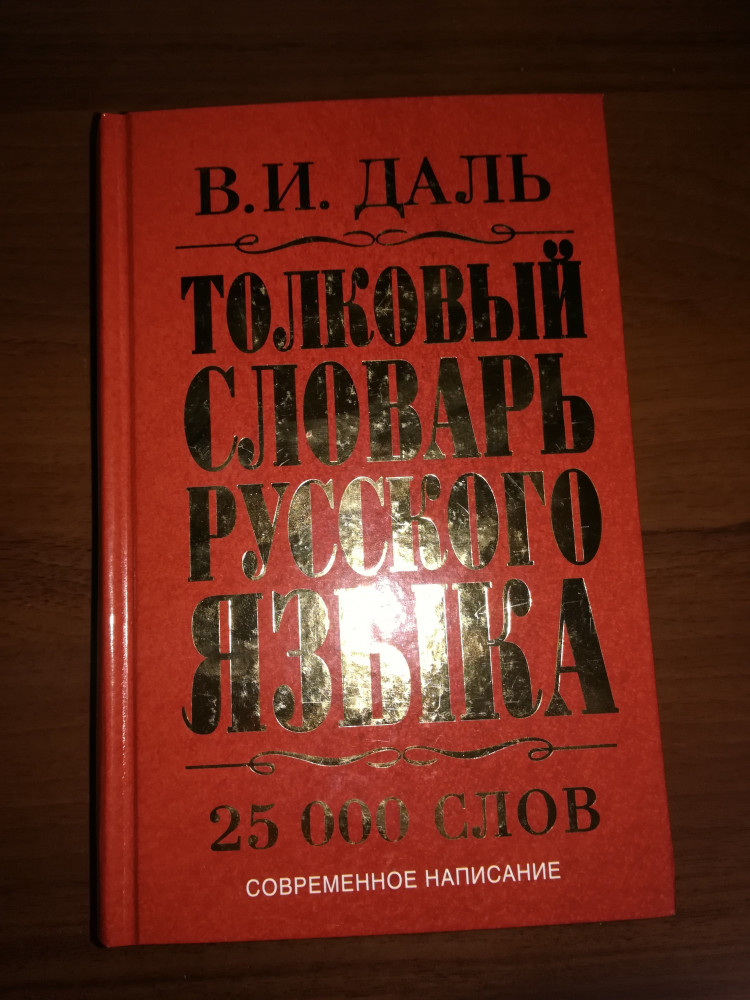 В.И. ДАЛЬ
ТОЛКОВЫЙ
СЛОВАРЬ
РУССКОГО
ЯЗЫКА
25 000 СЛОВ
СОВРЕМЕННОЕ НАПИСАНИЕ